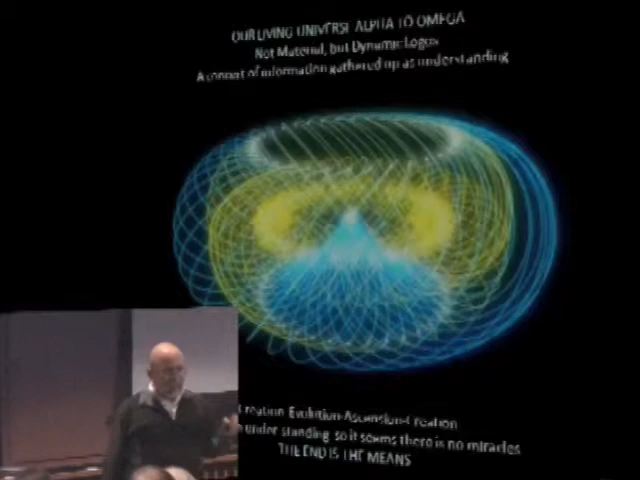 OUR LIVING UNIVERSE ALPHA TO OMEGA
Not Material, but Dynamic Logos
A consort of information gathered up as understanding
Creation-Evolution-Ascension-Creation
under standing so it seems there is no miracles
THE END IS THE MEANS